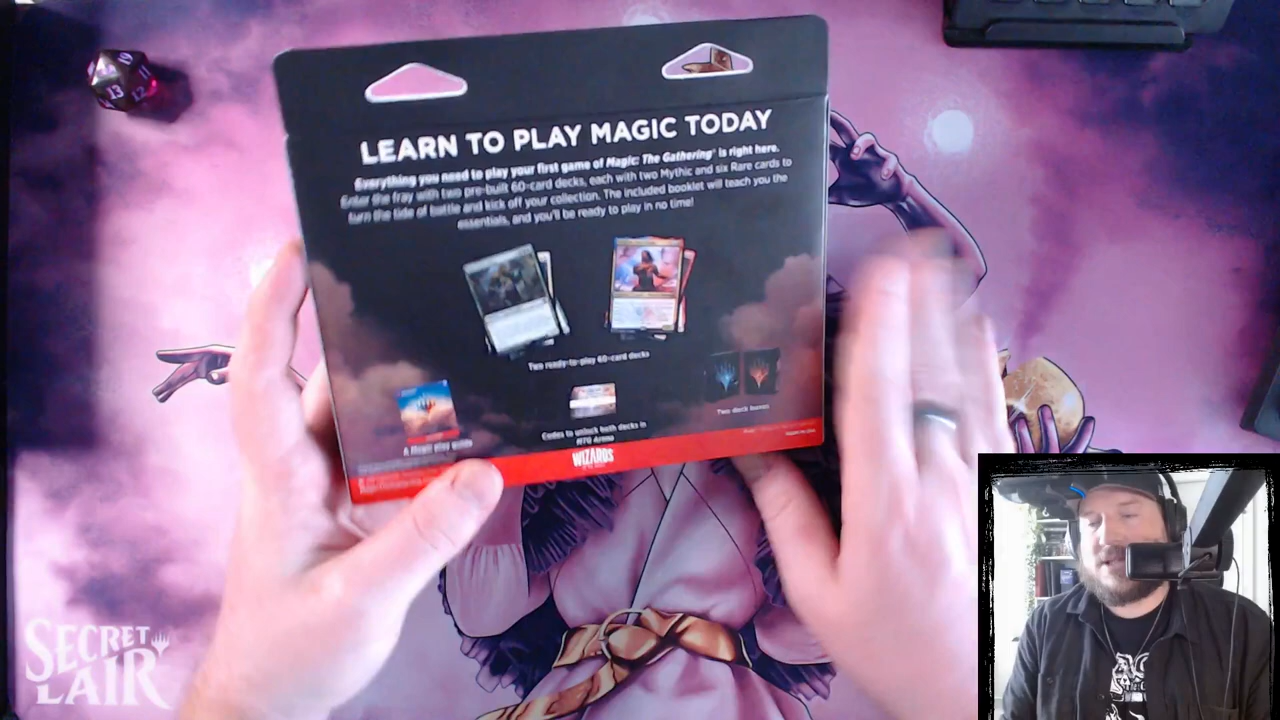 19
11
13
12
LEARN TO PLAY MAGIC TODAY
Everything you need to play your first game of Magic: The Gathering® is right here.
Enter the fray with two pre-built 60-card decks, each with two Mythic and six Rare cards to
turn the tide of battle and kick off your collection. The included booklet will teach you the
essentials, and you'll be ready to play in no time!
Two ready-to-play 60-card decks
A Magic play guide
Codes to unlock both decks in
MTG Arena
Two deck boxes
WIZARDS
SECRET
LAIR